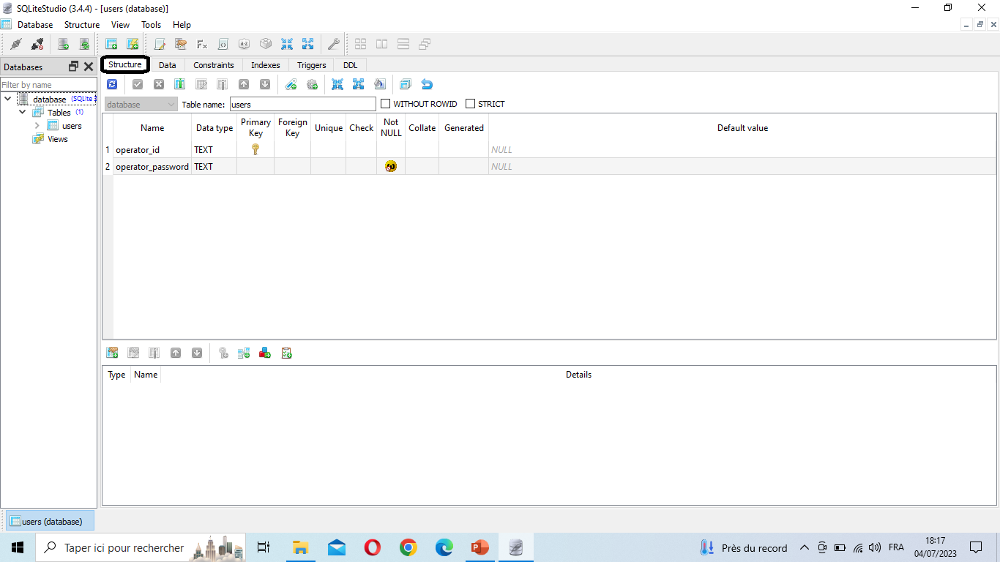 SQLiteStudio (3.4.4) - [users (database)]
Database Structure View Tools Help
Databases
Structure Data Constraints Indexes Triggers DDL
Filter by name
database (SQLite 3
Tables (1)
users
Views
database Table name: users WITHOUT ROWID STRICT
Name Data type Primary Key Foreign Key Unique Check Not NULL Collate Generated Default value
1 operator_id TEXT NULL
2 operator_password TEXT NULL
Type Name Details
users (database)
Taper ici pour rechercher
Près du record
FRA
18:17
04/07/2023